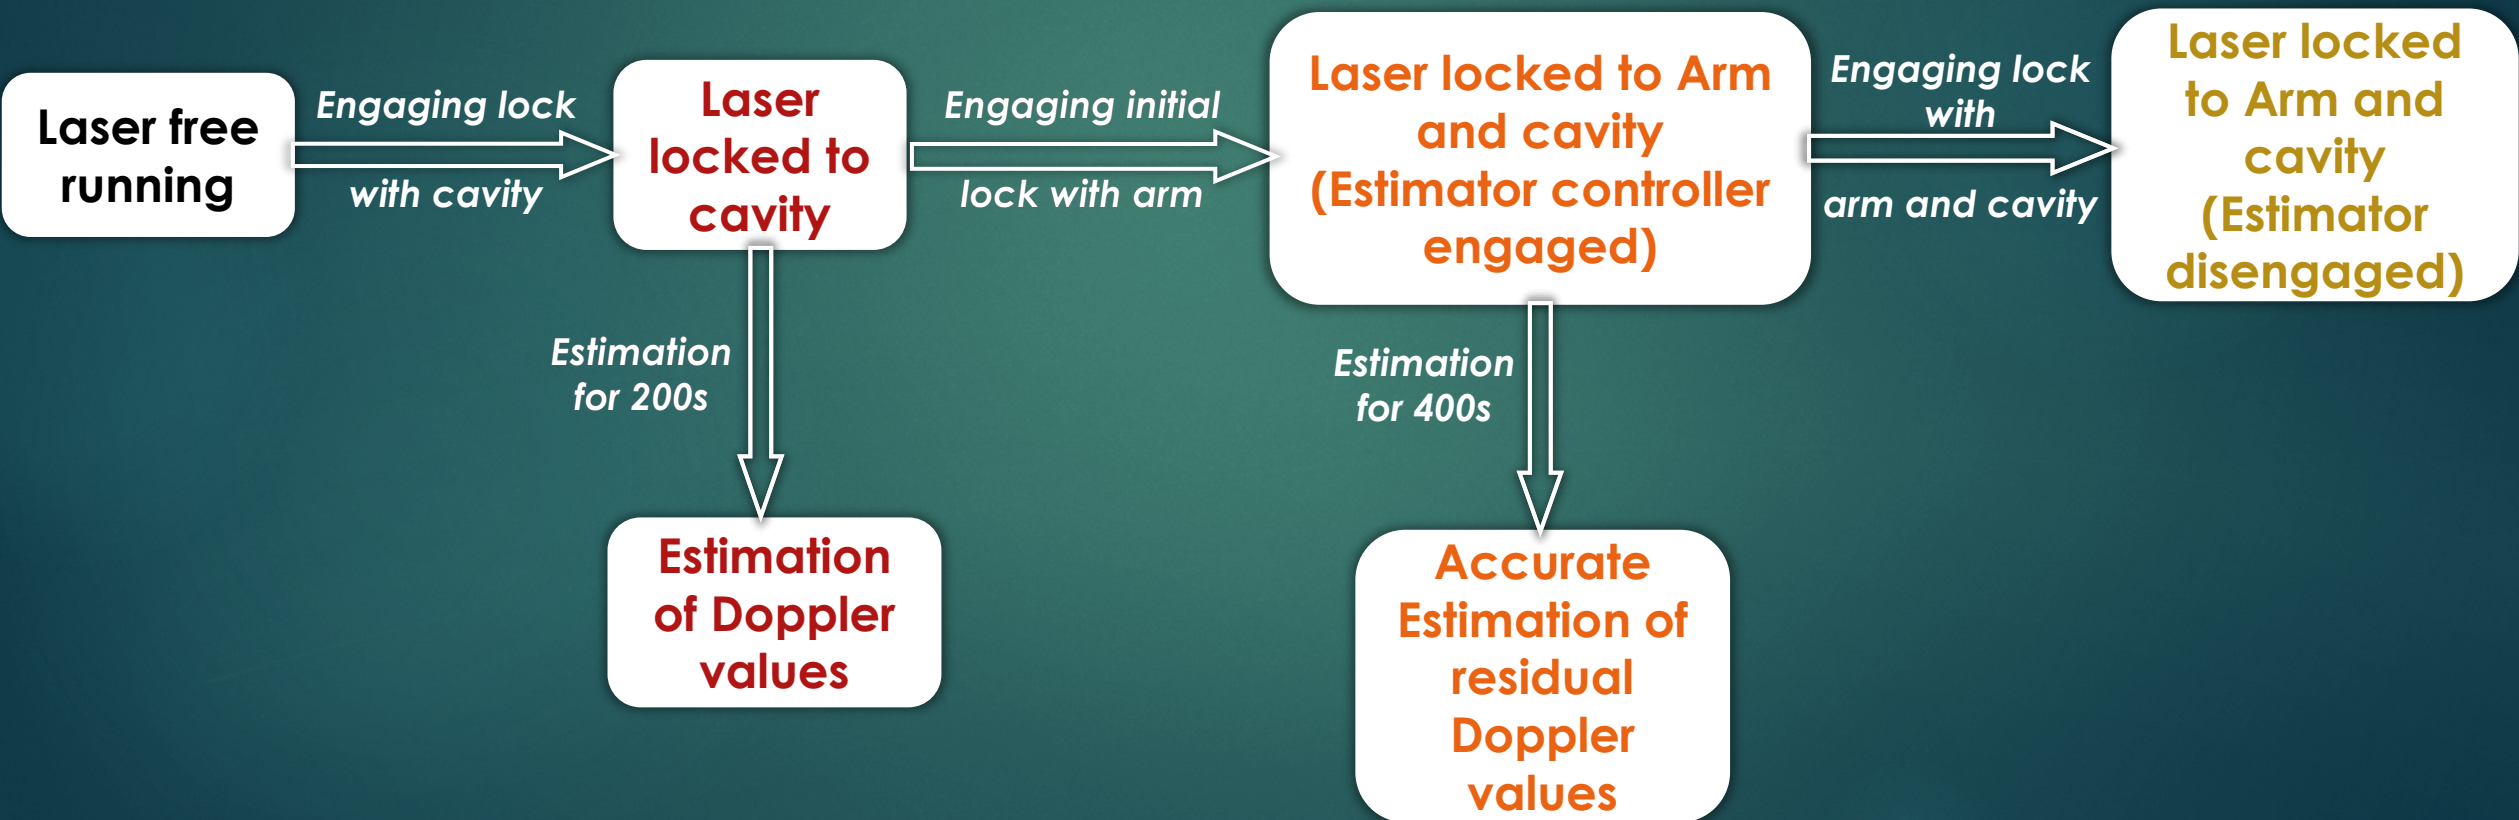 Laser free
running
Engaging lock
with cavity
Laser
locked to
cavity
Engaging initial
lock with arm
Laser locked to Arm
and cavity
(Estimator controller
engaged)
Engaging lock
with
arm and cavity
Laser locked
to Arm and
cavity
(Estimator
disengaged)
Estimation
for 200s
Estimation
for 400s
Estimation
of Doppler
values
Accurate
Estimation of
residual
Doppler
values